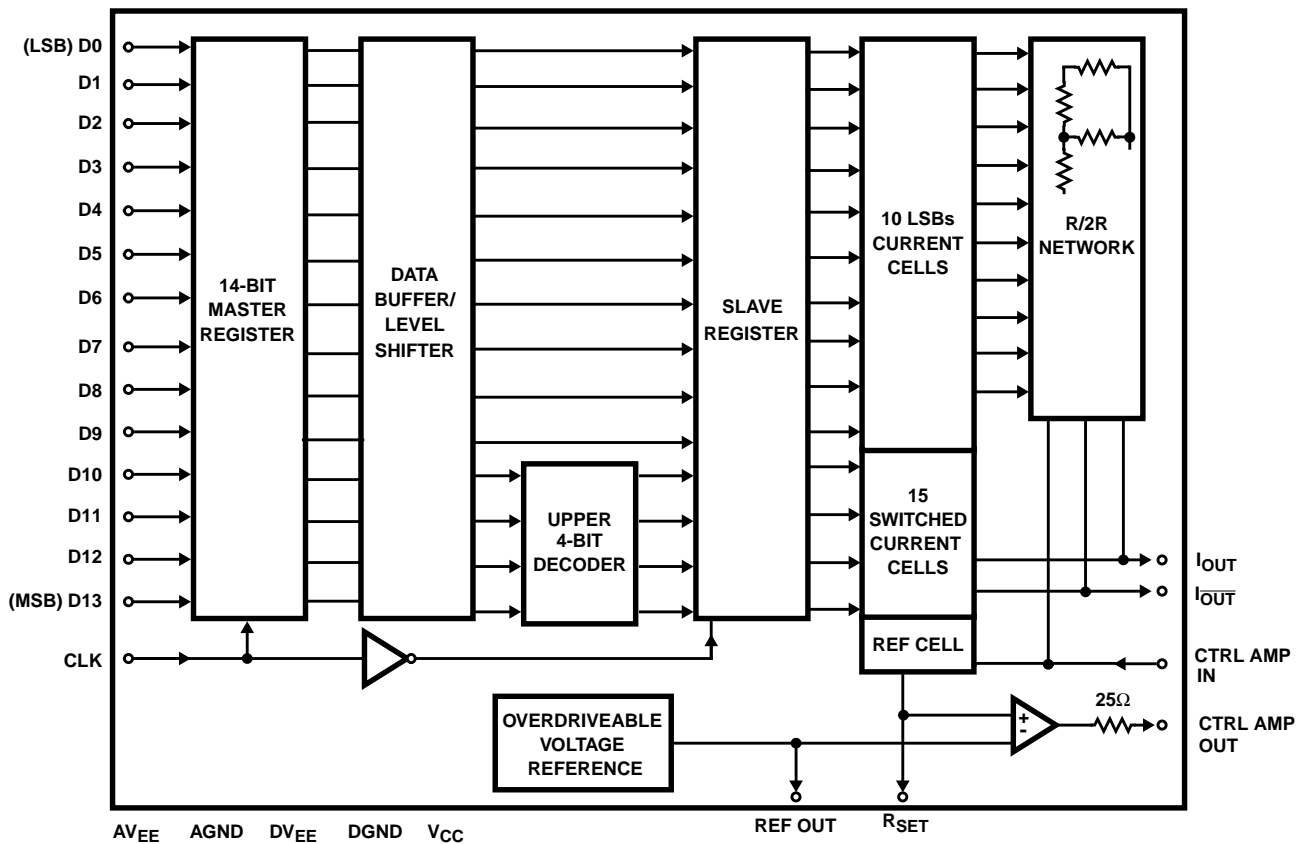 (LSB) D0
D1
D2
D3
D4
D5
D6
D7
D8
D9
D10
D11
D12
(MSB) D13
CLK
14-BIT
MASTER
REGISTER
DATA
BUFFER/
LEVEL
SHIFTER
UPPER
4-BIT
DECODER
SLAVE
REGISTER
10 LSBs
CURRENT
CELLS
15
SWITCHED
CURRENT
CELLS
REF CELL
R/2R
NETWORK
IOUT
IO̅U̅T̅
CTRL AMP
IN
25Ω
+
-
CTRL AMP
OUT
OVERDRIVEABLE
VOLTAGE
REFERENCE
REF OUT
RSET
AVEE
AGND
DVEE
DGND
VCC